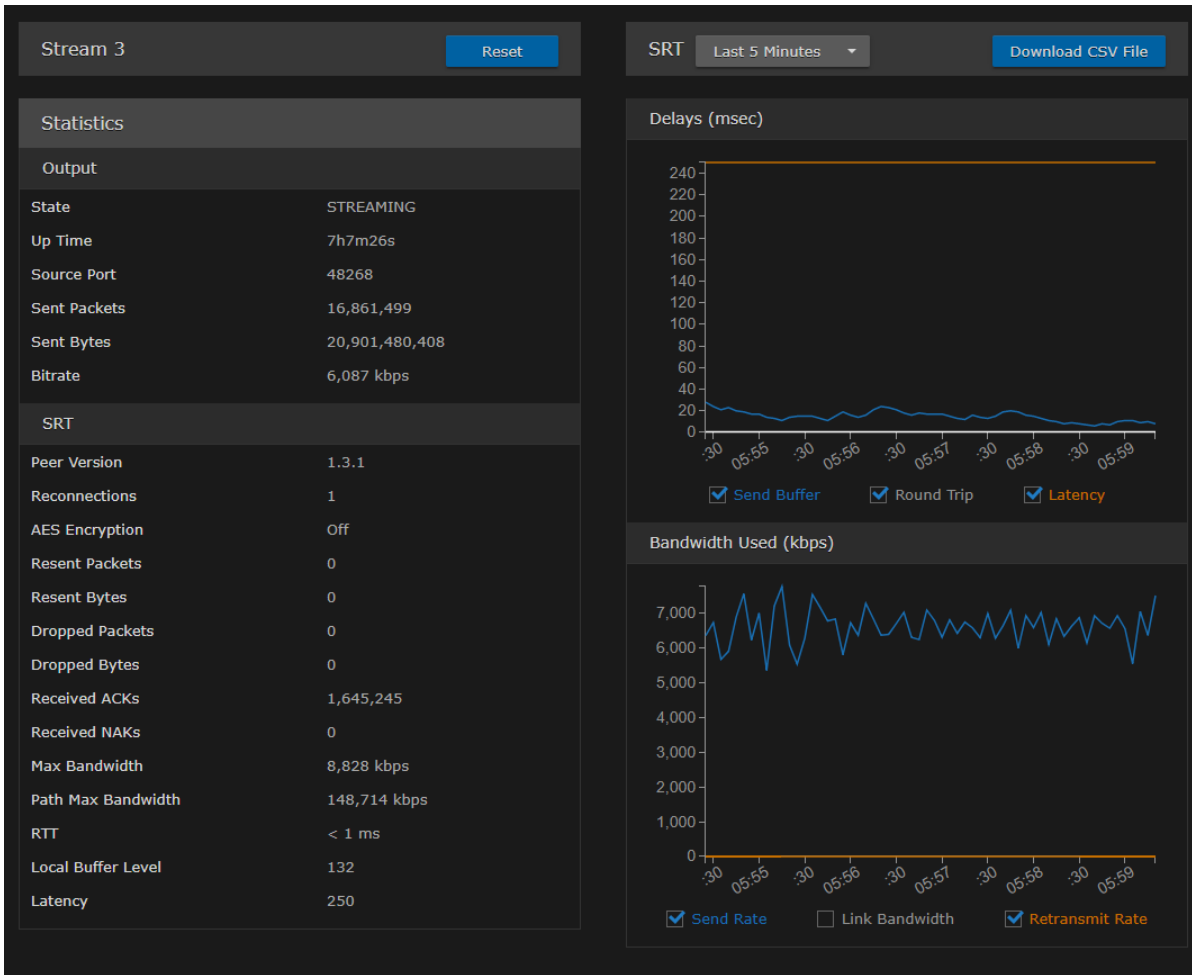 Stream 3
Reset
Statistics
Output
State STREAMING
Up Time 7h7m26s
Source Port 48268
Sent Packets 16,861,499
Sent Bytes 20,901,480,408
Bitrate 6,087 kbps
SRT
Peer Version 1.3.1
Reconnections 1
AES Encryption Off
Resent Packets 0
Resent Bytes 0
Dropped Packets 0
Dropped Bytes 0
Received ACKs 1,645,245
Received NAKs 0
Max Bandwidth 8,828 kbps
Path Max Bandwidth 148,714 kbps
RTT < 1 ms
Local Buffer Level 132
Latency 250
SRT Last 5 Minutes Download CSV File
Delays (msec)
240
220
200
180
160
140
120
100
80
60
40
20
0
:30 05:55 :30 05:56 :30 05:57 :30 05:58 :30 05:59
Send Buffer Round Trip Latency
Bandwidth Used (kbps)
7,000
6,000
5,000
4,000
3,000
2,000
1,000
0
:30 05:55 :30 05:56 :30 05:57 :30 05:58 :30 05:59
Send Rate Link Bandwidth Retransmit Rate